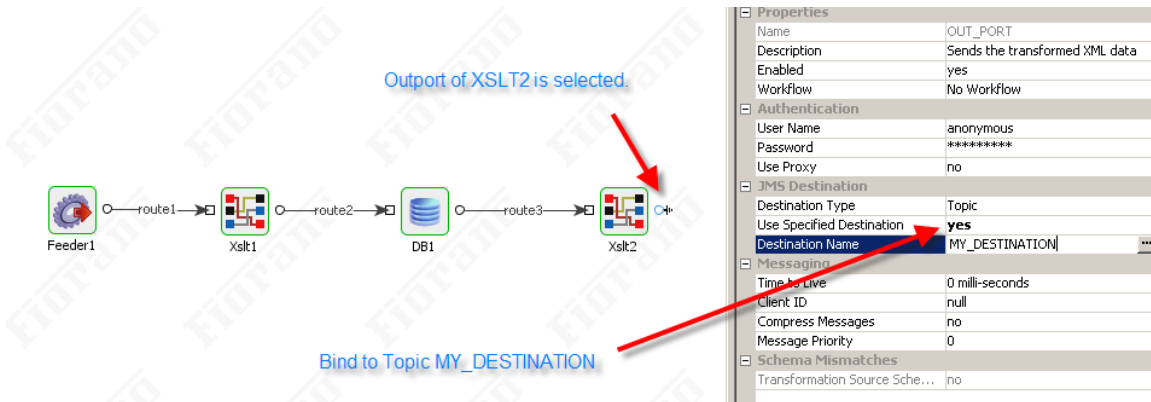 Outport of XSLT2 is selected.
route1
route2
route3
Feeder1
Xslt1
DB1
Xslt2
Bind to Topic MY_DESTINATION
Properties
Name OUT_PORT
Description Sends the transformed XML data
Enabled yes
Workflow No Workflow
Authentication
User Name anonymous
Password *********
Use Proxy no
JMS Destination
Destination Type Topic
Use Specified Destination yes
Destination Name MY_DESTINATION ...
Messaging
Time to Live 0 milli-seconds
Client ID null
Compress Messages no
Message Priority 0
Schema Mismatches
Transformation Source Sche... no
Fiorano